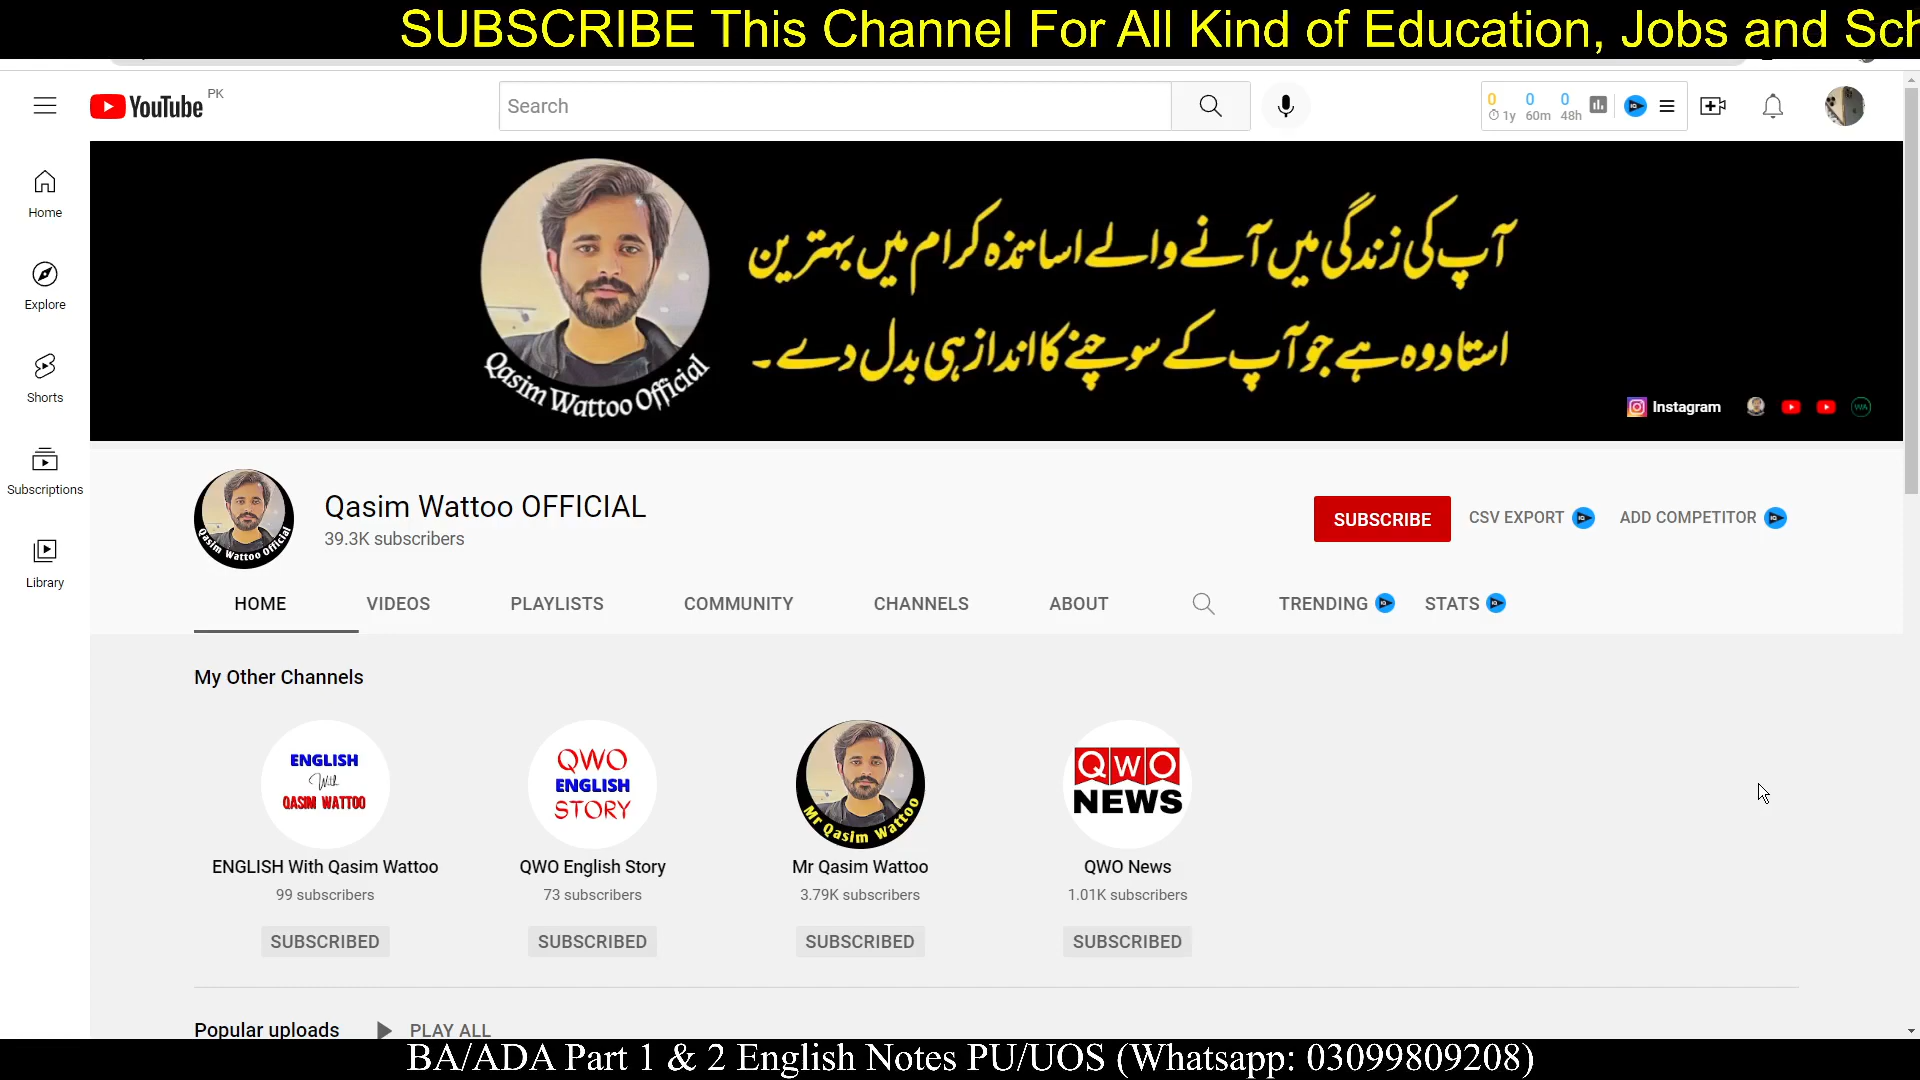 SUBSCRIBE This Channel For All Kind of Education, Jobs and Sch
YouTube PK
Search
0 0 0
1y 60m 48h
Home
Explore
Shorts
Subscriptions
Library
آپ کی زندگی میں آنے والے اساتذہ کرام میں بہترین
استاد وہ ہے جو آپ کے سوچنے کا انداز ہی بدل دے ۔
Qasim Wattoo Official
Instagram
Qasim Wattoo Official
Qasim Wattoo OFFICIAL
39.3K subscribers
SUBSCRIBE CSV EXPORT ADD COMPETITOR
HOME VIDEOS PLAYLISTS COMMUNITY CHANNELS ABOUT TRENDING STATS
My Other Channels
ENGLISH
With
QASIM WATTOO
QWO
ENGLISH
STORY
Mr Qasim Wattoo
QWO
NEWS
ENGLISH With Qasim Wattoo QWO English Story Mr Qasim Wattoo QWO News
99 subscribers 73 subscribers 3.79K subscribers 1.01K subscribers
SUBSCRIBED SUBSCRIBED SUBSCRIBED SUBSCRIBED
Popular uploads PLAY ALL
BA/ADA Part 1 & 2 English Notes PU/UOS (Whatsapp: 03099809208)